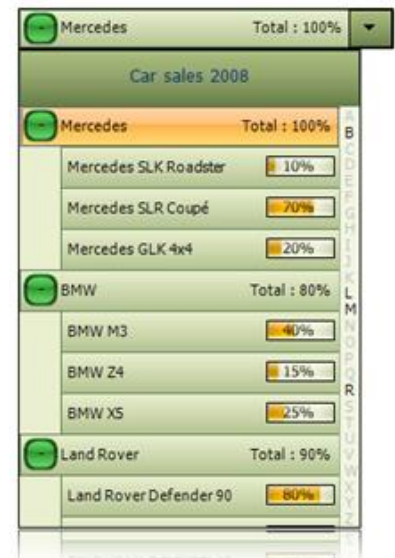 Mercedes Total : 100%
Car sales 2008
Mercedes Total : 100%
Mercedes SLK Roadster 10%
Mercedes SLR Coupé 70%
Mercedes GLK 4x4 20%
BMW Total : 80%
BMW M3 40%
BMW Z4 15%
BMW X5 25%
Land Rover Total : 90%
Land Rover Defender 90 80%
A
B
C
D
E
F
G
H
I
J
K
L
M
N
O
P
Q
R
S
T
U
V
W
X
Y
Z